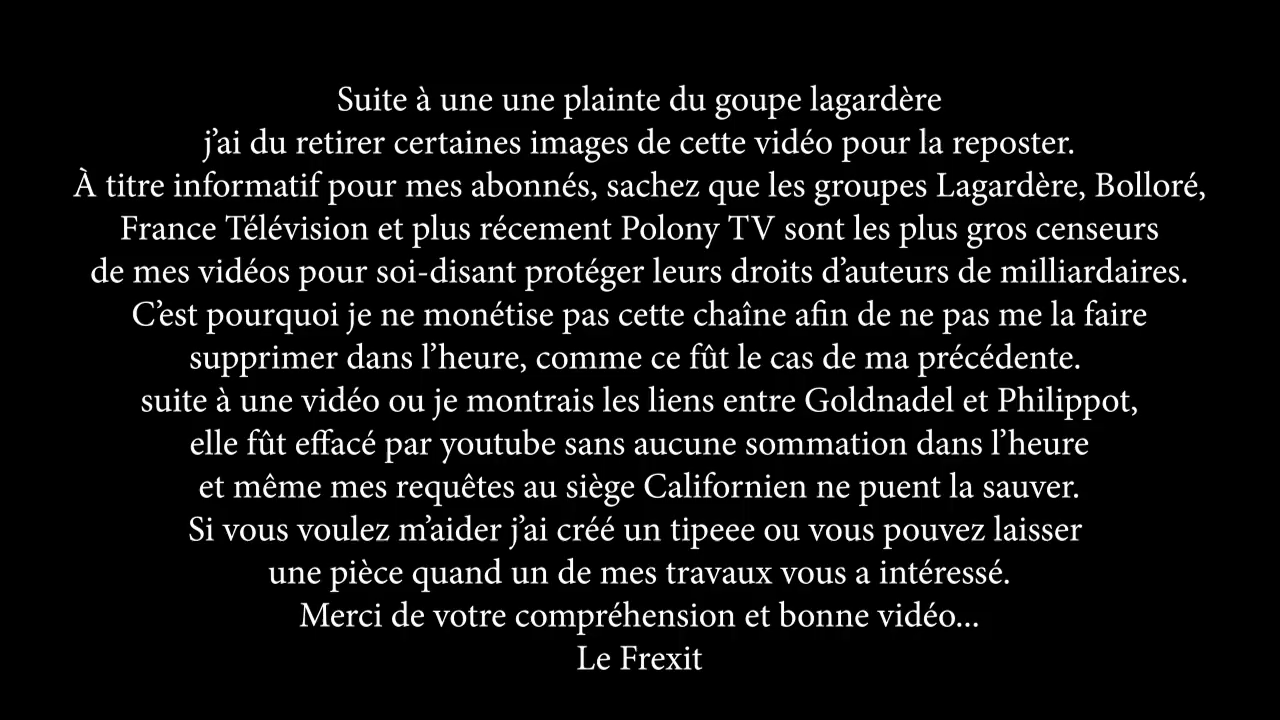 Suite à une une plainte du goupe lagardère
j'ai du retirer certaines images de cette vidéo pour la reposter.
À titre informatif pour mes abonnés, sachez que les groupes Lagardère, Bolloré,
France Télévision et plus récement Polony TV sont les plus gros censeurs
de mes vidéos pour soi-disant protéger leurs droits d'auteurs de milliardaires.
C'est pourquoi je ne monétise pas cette chaîne afin de ne pas me la faire
supprimer dans l'heure, comme ce fût le cas de ma précédente.
suite à une vidéo ou je montrais les liens entre Goldnadel et Philippot,
elle fût effacé par youtube sans aucune sommation dans l'heure
et même mes requêtes au siège Californien ne puent la sauver.
Si vous voulez m'aider j'ai créé un tipeee ou vous pouvez laisser
une pièce quand un de mes travaux vous a intéressé.
Merci de votre compréhension et bonne vidéo...
Le Frexit